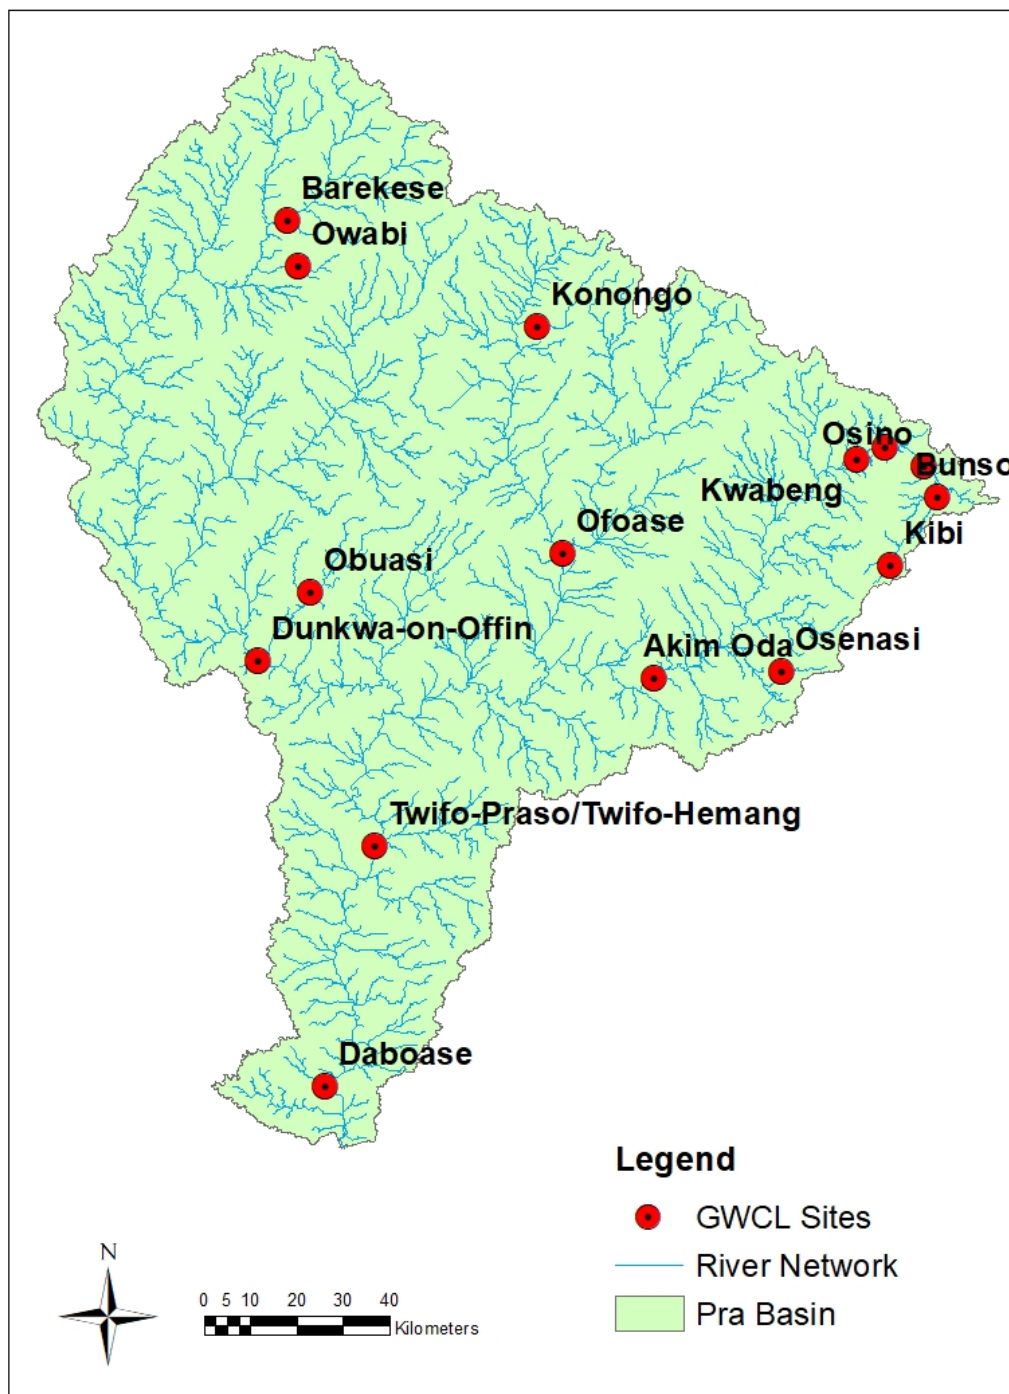 Barekese
Owabi
Konongo
Osino
Bunso
Kwabeng
Ofoase
Kibi
Obuasi
Dunkwa-on-Offin
Akim Oda
Osenasi
Twifo-Praso/Twifo-Hemang
Daboase
Legend
GWCL Sites
River Network
Pra Basin
N
0 5 10 20 30 40
Kilometers